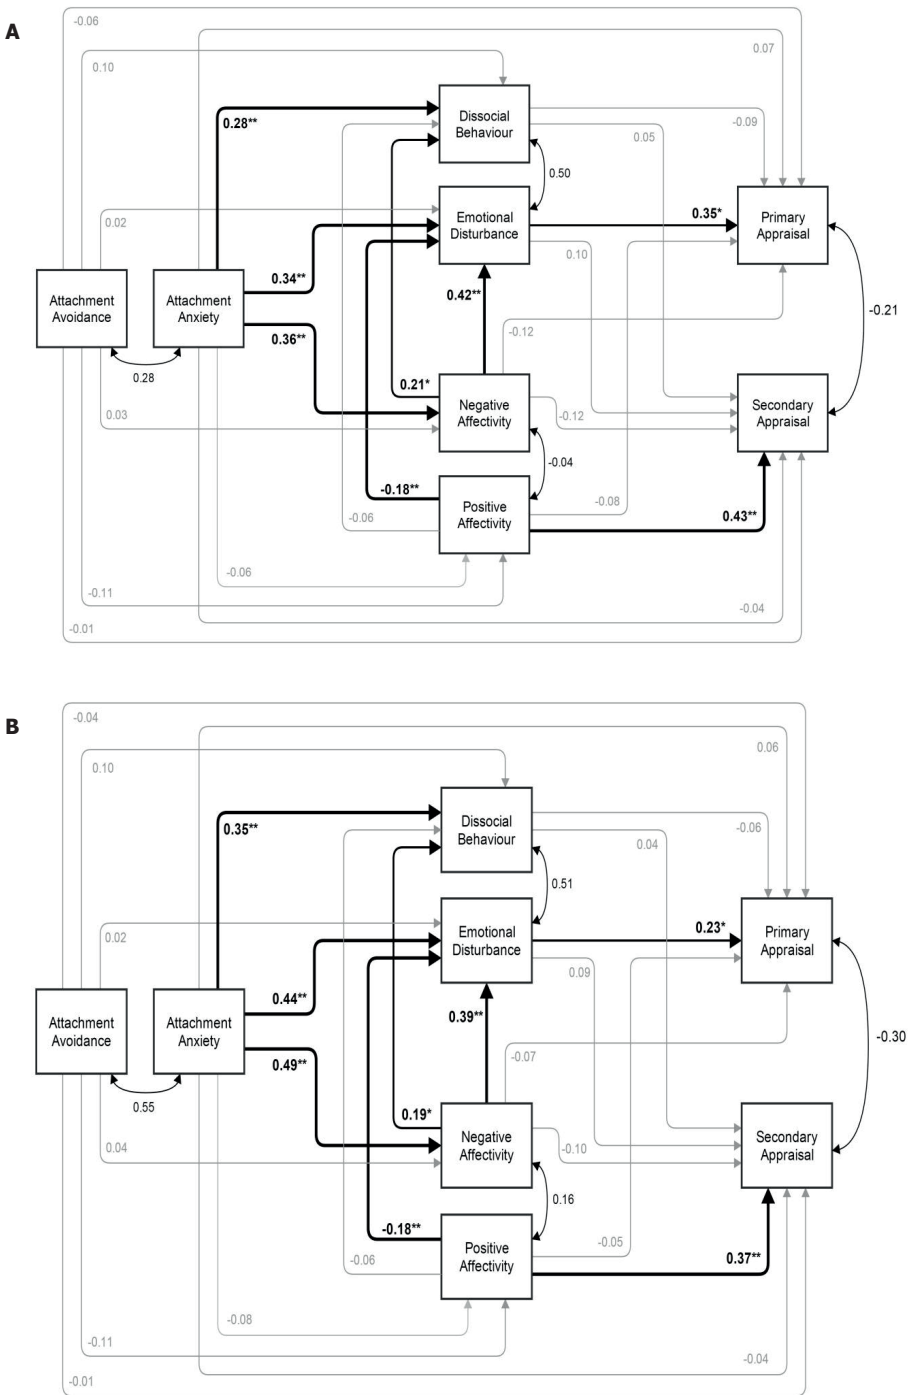 A
-0.06
0.07
0.10
Dissocial
Behaviour
0.28**
-0.09
0.05
0.50
Emotional
Disturbance
0.35*
Primary
Appraisal
0.02
0.10
0.34**
0.42**
Attachment
Avoidance
Attachment
Anxiety
-0.21
0.36**
-0.12
0.28
0.21*
Negative
Affectivity
Secondary
Appraisal
0.03
-0.12
-0.04
-0.18**
-0.08
Positive
Affectivity
-0.06
0.43**
-0.06
-0.11
-0.04
-0.01
B
-0.04
0.06
0.10
Dissocial
Behaviour
0.35**
-0.06
0.04
0.51
Emotional
Disturbance
0.23*
Primary
Appraisal
0.02
0.09
0.44**
0.39**
Attachment
Avoidance
Attachment
Anxiety
-0.30
0.49**
-0.07
0.55
0.19*
Negative
Affectivity
Secondary
Appraisal
0.04
-0.10
0.16
-0.18**
-0.05
Positive
Affectivity
-0.06
0.37**
-0.08
-0.11
-0.04
-0.01